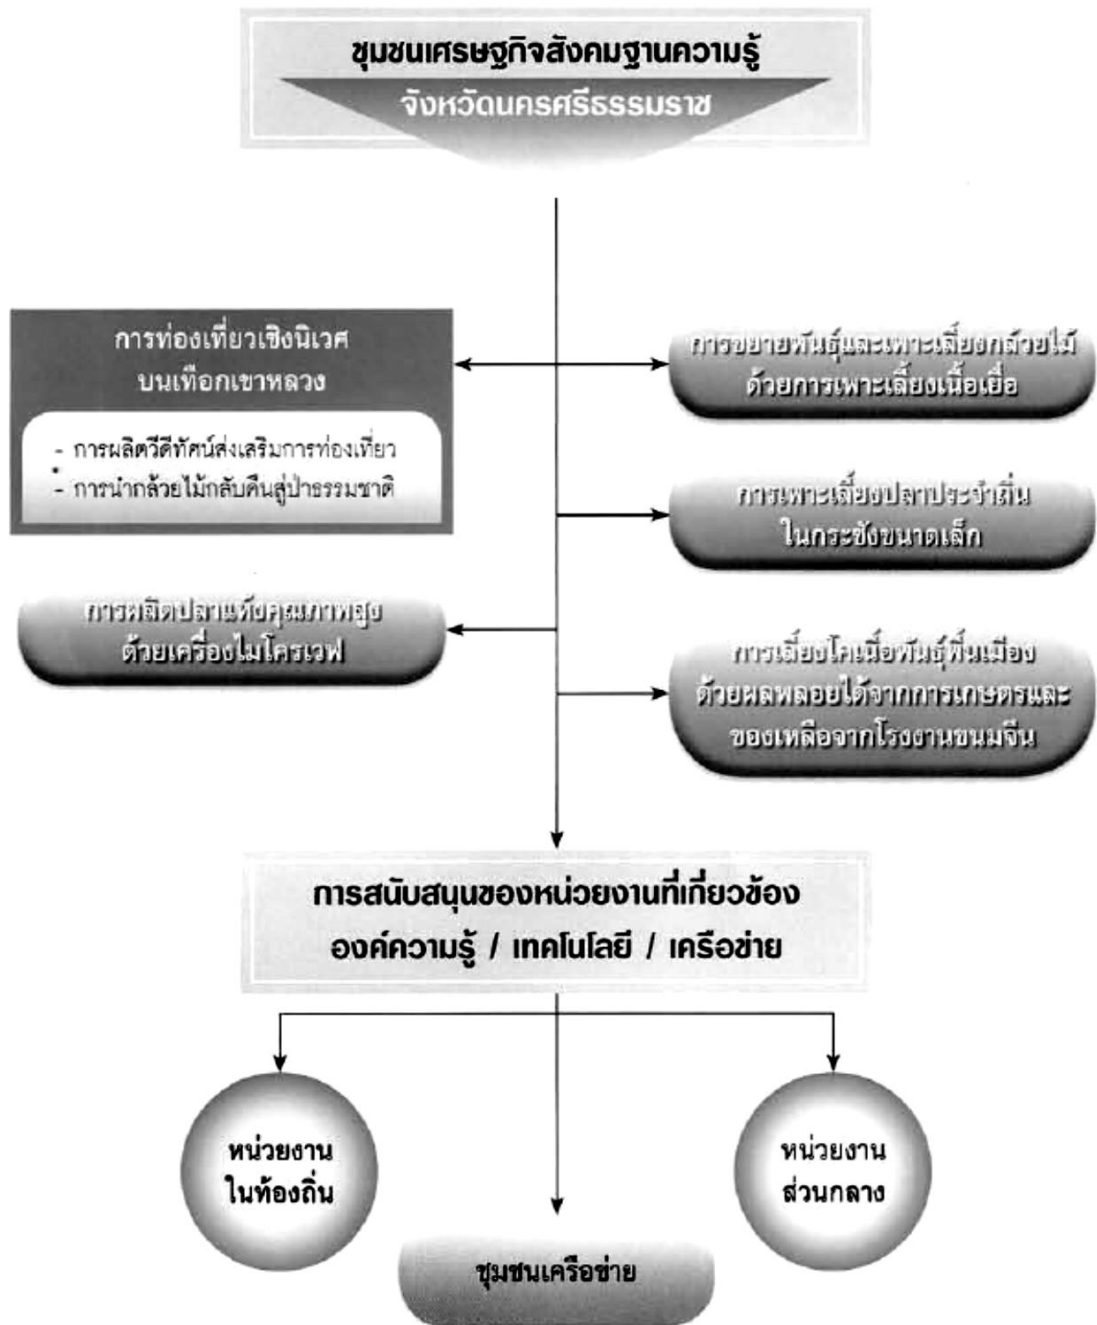 ชุมชนเศรษฐกิจสังคมฐานความรู้
จังหวัดนครศรีธรรมราช
การท่องเที่ยวเชิงนิเวศ
บนเทือกเขาหลวง
- การผลิตวีดีทัศน์ส่งเสริมการท่องเที่ยว
- การนำกล้วยไม้กลับคืนสู่ป่าธรรมชาติ
การขยายพันธุ์และเพาะเลี้ยงกล้วยไม้
ด้วยการเพาะเลี้ยงเนื้อเยื่อ
การเพาะเลี้ยงปลาประจำถิ่น
ในกระชังขนาดเล็ก
การผลิตปลาแห้งคุณภาพสูง
ด้วยเครื่องไมโครเวฟ
การเลี้ยงโคเนื้อพันธุ์พื้นเมือง
ด้วยผลพลอยได้จากการเกษตรและ
ของเหลือจากโรงงานขนมจีน
การสนับสนุนของหน่วยงานที่เกี่ยวข้อง
องค์ความรู้ / เทคโนโลยี / เครือข่าย
หน่วยงาน
ในท้องถิ่น
หน่วยงาน
ส่วนกลาง
ชุมชนเครือข่าย